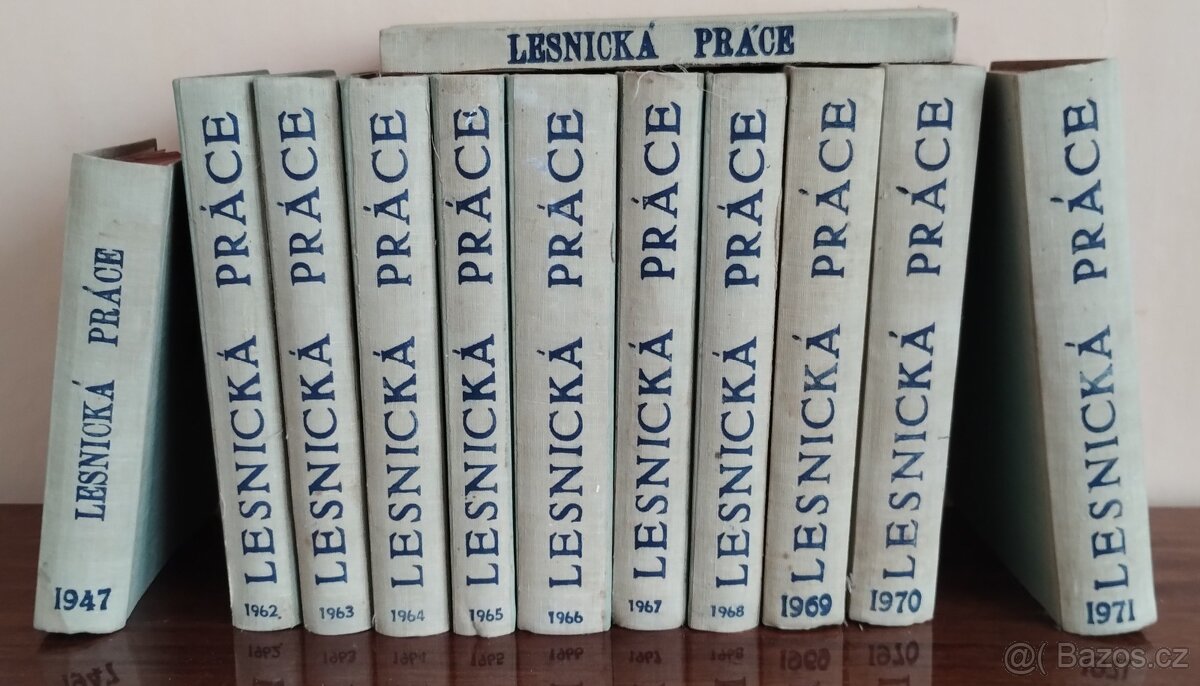 LESNICKÁ PRÁCE
LESNICKÁ PRÁCE
1947
LESNICKÁ PRÁCE
1962
LESNICKÁ PRÁCE
1963
LESNICKÁ PRÁCE
1964
LESNICKÁ PRÁCE
1965
LESNICKÁ PRÁCE
1966
LESNICKÁ PRÁCE
1967
LESNICKÁ PRÁCE
1968
LESNICKÁ PRÁCE
1969
LESNICKÁ PRÁCE
1970
LESNICKÁ PRÁCE
1971
@( Bazos.cz